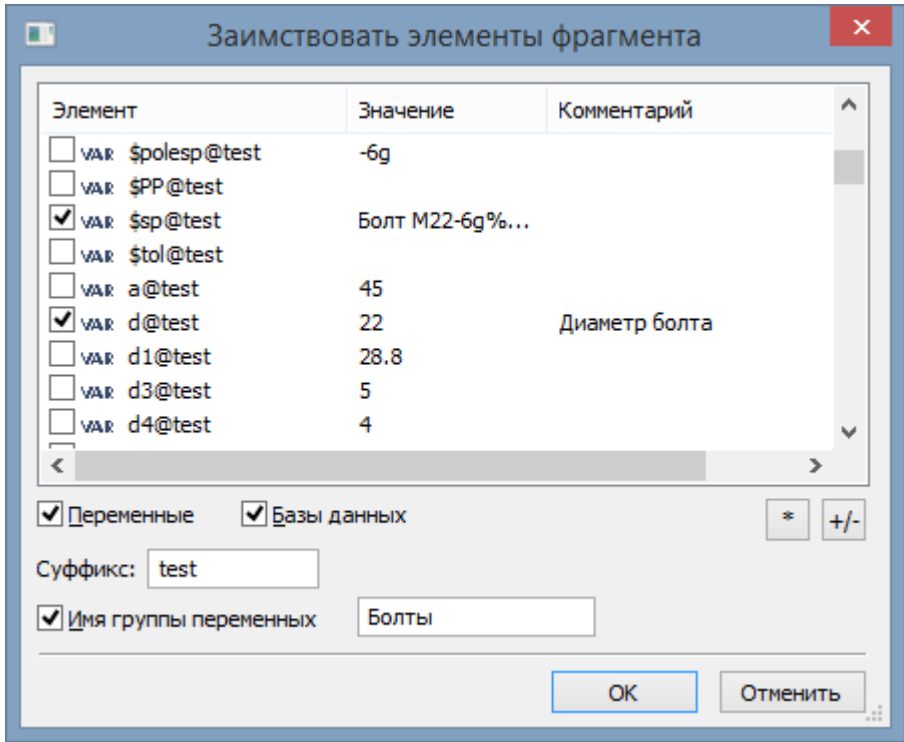 Заимствовать элементы фрагмента
Элемент Значение Комментарий
VAR $polesp@test -6g
VAR $PP@test
VAR $sp@test Болт М22-6g%...
VAR $tol@test
VAR a@test 45
VAR d@test 22 Диаметр болта
VAR d1@test 28.8
VAR d3@test 5
VAR d4@test 4
Переменные Базы данных * +/-
Суффикс: test
Имя группы переменных Болты
OK Отменить